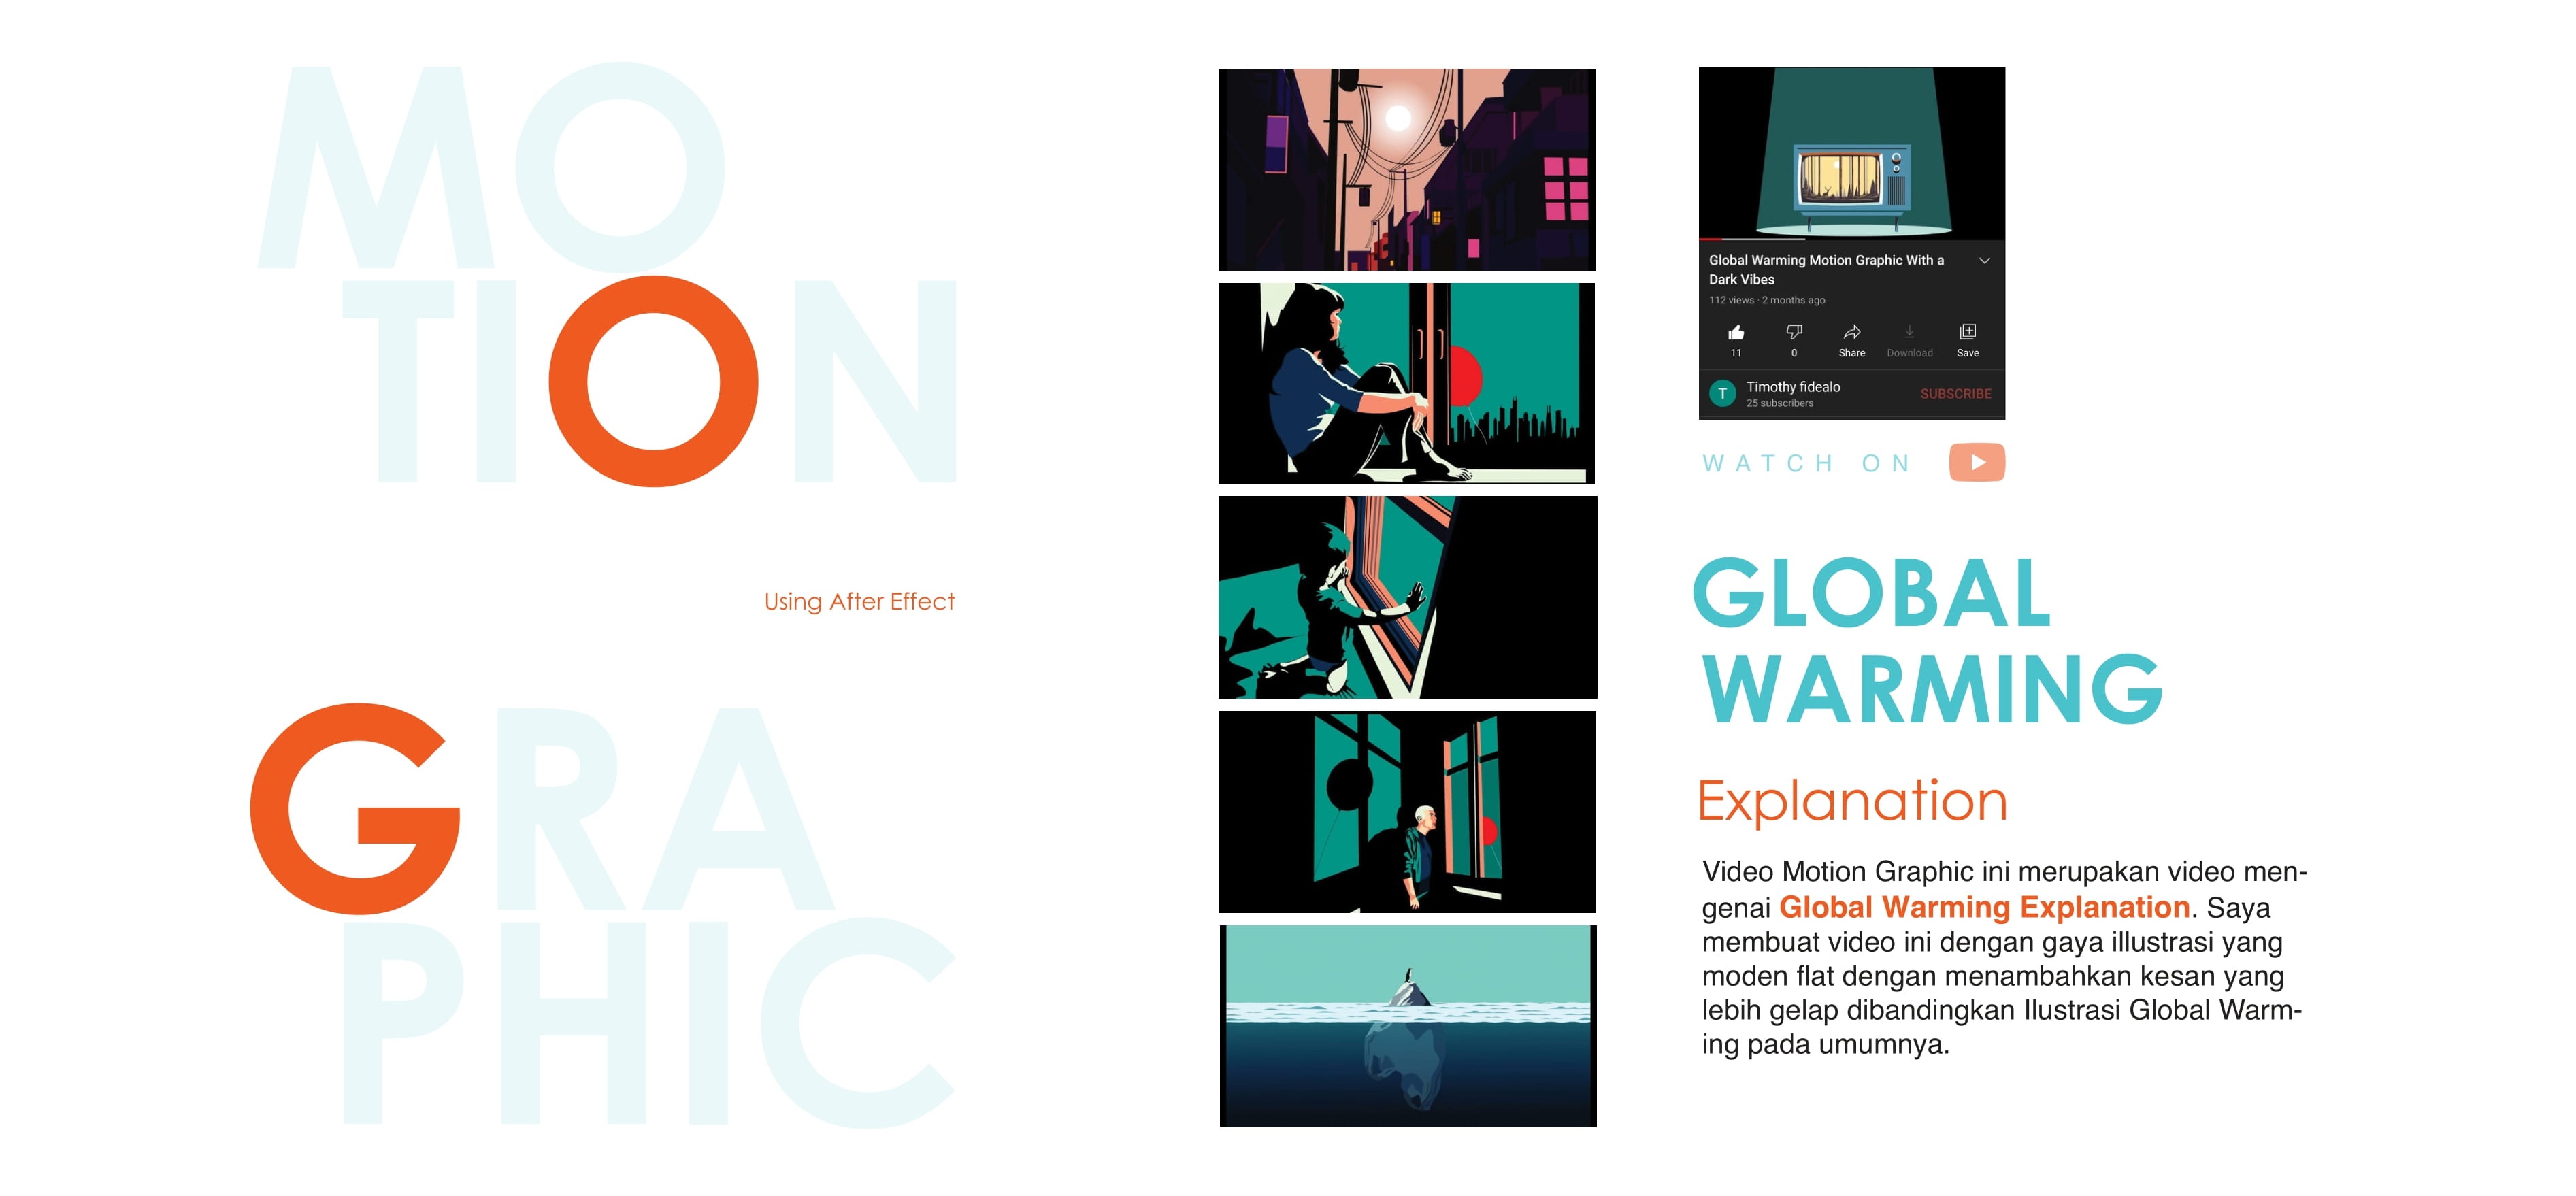 MO
TION
Using After Effect
GRA
PHIC
Global Warming Motion Graphic With a
Dark Vibes
112 views · 2 months ago
11
0
Share
Download
Save
T
Timothy fidealo
25 subscribers
SUBSCRIBE
WATCH ON
GLOBAL
WARMING
Explanation
Video Motion Graphic ini merupakan video men-
genai Global Warming Explanation. Saya
membuat video ini dengan gaya illustrasi yang
moden flat dengan menambahkan kesan yang
lebih gelap dibandingkan Ilustrasi Global Warm-
ing pada umumnya.